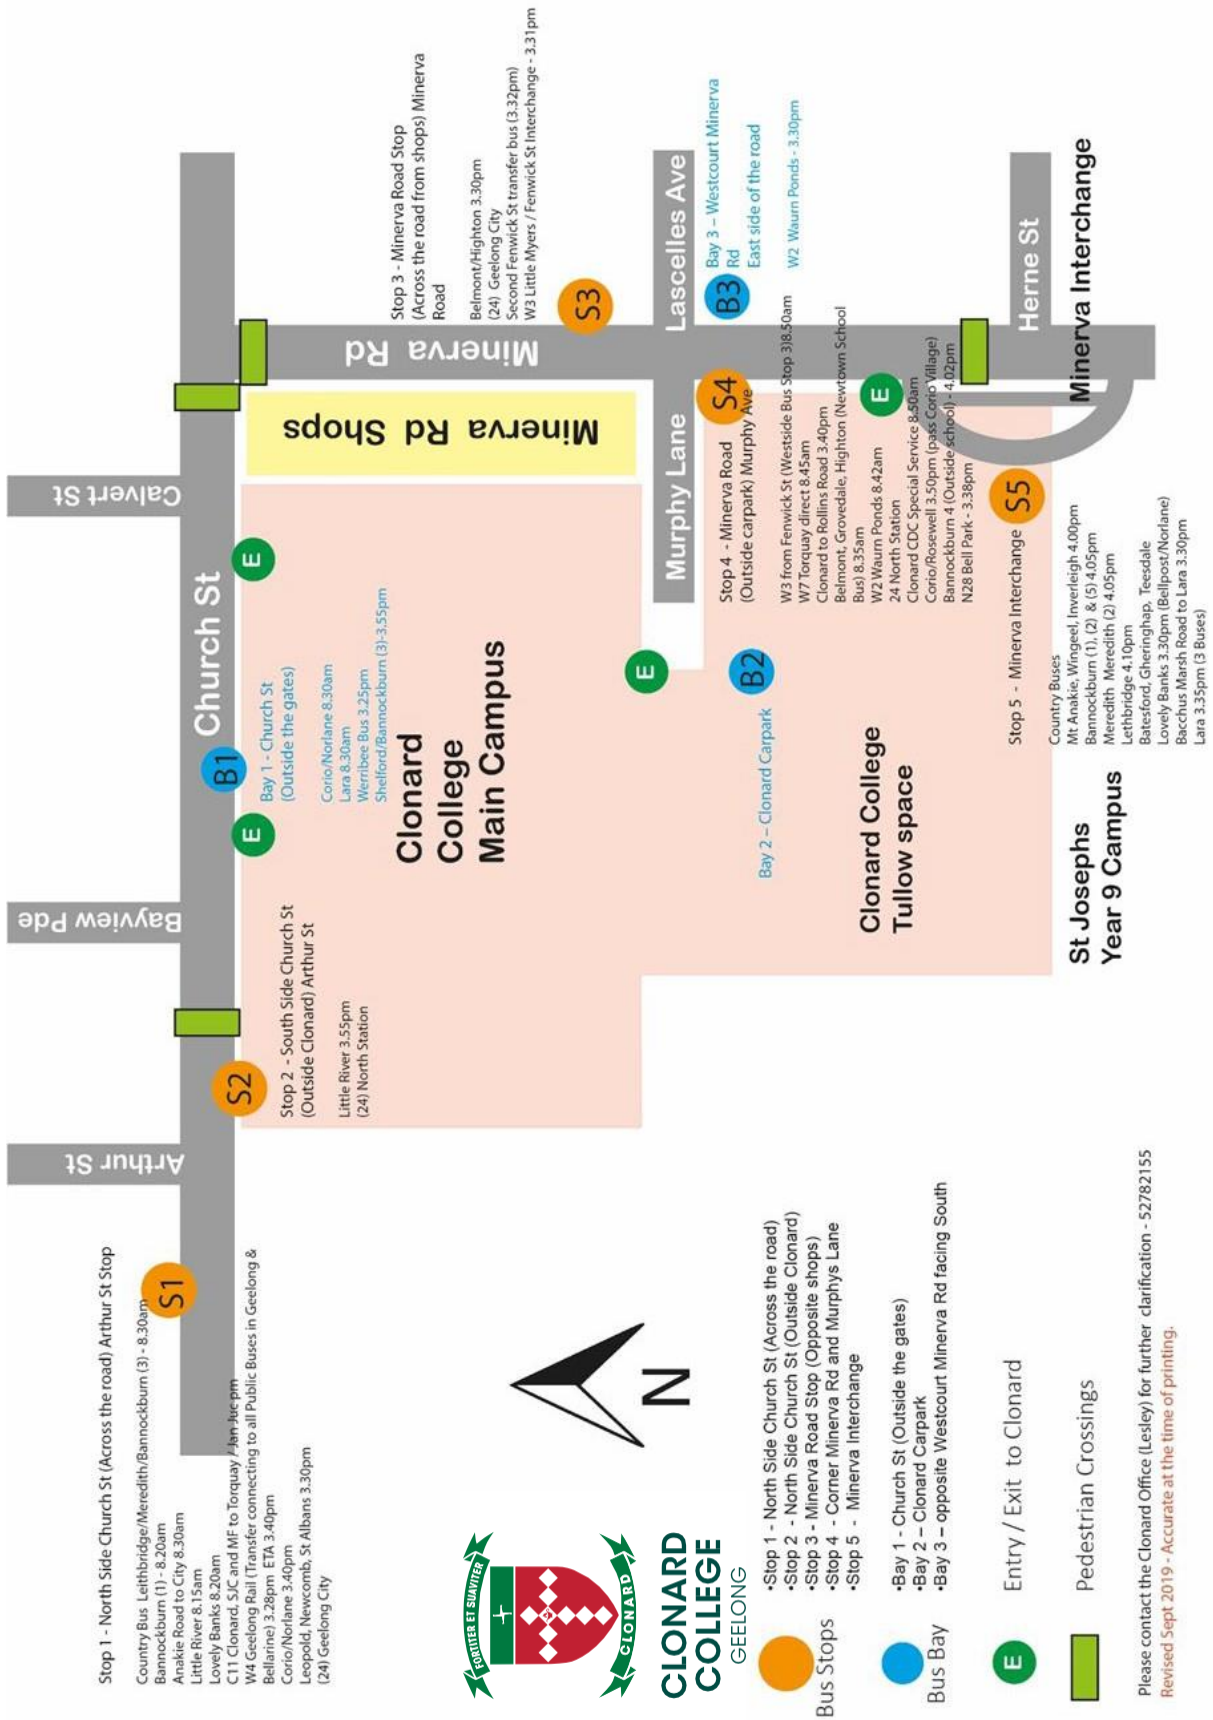 Stop 1 - North Side Church St (Across the road) Arthur St Stop
Country Bus Leithbridge/Meredith/Bannockburn (3) - 8.30am
Bannockburn (1) - 8.20am
Anakie Road to City 8.30am
Little River 8.15am
Lovely Banks 8.20am
C11 Clonard, SJC and MF to Torquay / Jan Juc pm
W4 Geelong Rail (Transfer connecting to all Public Buses in Geelong &
Bellarine) 3.28pm ETA 3.40pm
Corio/Norlane 3.40pm
Leopold, Newcomb, St Albans 3.30pm
(24) Geelong City
S1
Arthur St
Bayview Pde
Calvert St
Church St
S2
B1
E
E
Stop 2 - South Side Church St
(Outside Clonard) Arthur St
Little River 3.55pm
(24) North Station
Bay 1 - Church St
(Outside the gates)
Corio/Norlane 8.30am
Lara 8.30am
Werribee Bus 3.25pm
Shelford/Bannockburn (3)-3.55pm
Clonard
College
Main Campus
Minerva Rd Shops
Minerva Rd
Stop 3 - Minerva Road Stop
(Across the road from shops) Minerva
Road
Belmont/Highton 3.30pm
(24) Geelong City
Second Fenwick St transfer bus (3.32pm)
W3 Little Myers / Fenwick St Interchange - 3.31pm
S3
Murphy Lane
Lascelles Ave
E
B2
Bay 2 – Clonard Carpark
S4
B3
Bay 3 – Westcourt Minerva
Rd
East side of the road
W2 Waurn Ponds - 3.30pm
Stop 4 - Minerva Road
(Outside carpark) Murphy Ave
W3 from Fenwick St (Westside Bus Stop 3)8.50am
W7 Torquay direct 8.45am
Clonard to Rollins Road 3.40pm
Belmont, Grovedale, Highton (Newtown School
Bus) 8.35am
W2 Waurn Ponds 8.42am
24 North Station
Clonard CDC Special Service 8.50am
Corio/Rosewell 3.50pm (pass Corio Village)
Bannockburn 4 (Outside school) - 4.02pm
N28 Bell Park - 3.38pm
E
Clonard College
Tullow space
Herne St
Minerva Interchange
S5
Stop 5 - Minerva Interchange
Country Buses
Mt Anakie, Wingeel, Inverleigh 4.00pm
Bannockburn (1), (2) & (5) 4.05pm
Meredith Meredith (2) 4.05pm
Lethbridge 4.10pm
Batesford, Gheringhap, Teesdale
Lovely Banks 3.30pm (Bellpost/Norlane)
Bacchus Marsh Road to Lara 3.30pm
Lara 3.35pm (3 Buses)
St Josephs
Year 9 Campus
N
FORTITER ET SUAVITER
CLONARD
CLONARD
COLLEGE
GEELONG
Bus Stops
•Stop 1 - North Side Church St (Across the road)
•Stop 2 - North Side Church St (Outside Clonard)
•Stop 3 - Minerva Road Stop (Opposite shops)
•Stop 4 - Corner Minerva Rd and Murphys Lane
•Stop 5 - Minerva Interchange
Bus Bay
•Bay 1 - Church St (Outside the gates)
•Bay 2 – Clonard Carpark
•Bay 3 – opposite Westcourt Minerva Rd facing South
E
Entry / Exit to Clonard
Pedestrian Crossings
Please contact the Clonard Office (Lesley) for further clarification - 52782155
Revised Sept 2019 - Accurate at the time of printing.